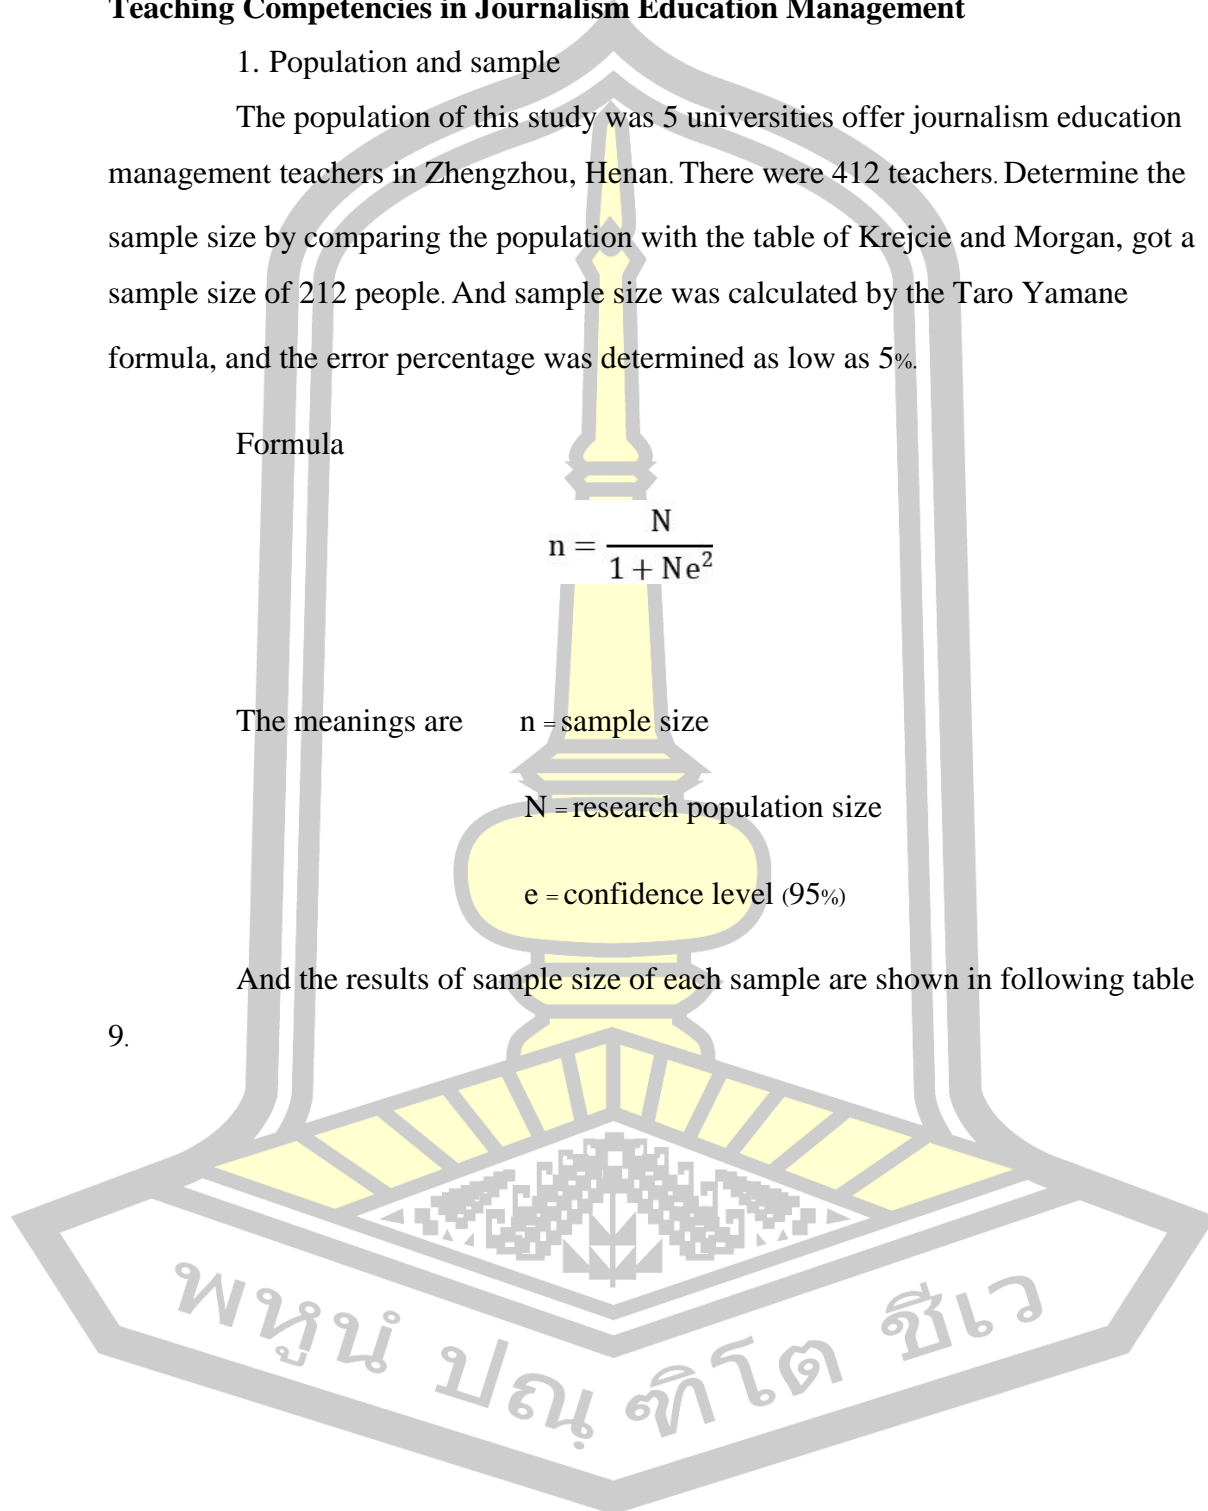 Teaching Competencies in Journalism Education Management
1. Population and sample
The population of this study was 5 universities offer journalism education
management teachers in Zhengzhou, Henan. There were 412 teachers. Determine the
sample size by comparing the population with the table of Krejcie and Morgan, got a
sample size of 212 people. And sample size was calculated by the Taro Yamane
formula, and the error percentage was determined as low as 5%.
Formula
n = N / (1 + Ne²)
The meanings are n = sample size
N = research population size
e = confidence level (95%)
And the results of sample size of each sample are shown in following table
9.
พหูนํ ปณฺฑิโต ชีเว